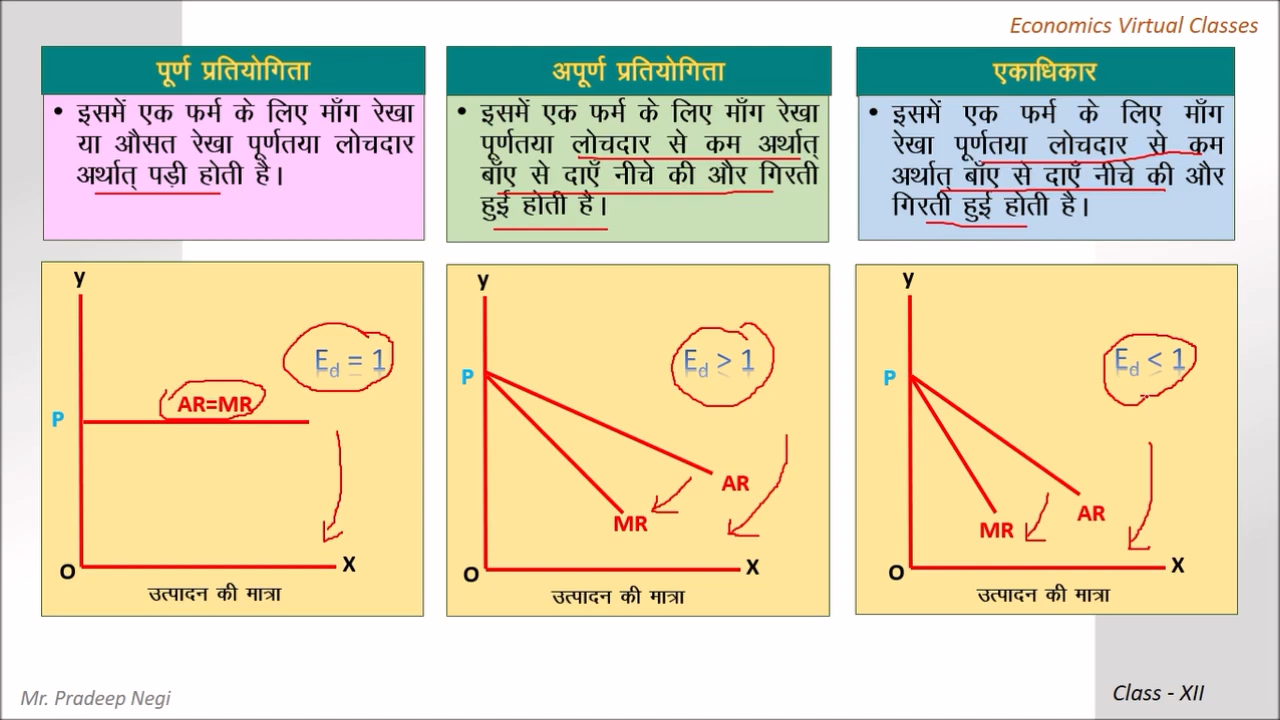 Economics Virtual Classes
पूर्ण प्रतियोगिता
• इसमें एक फर्म के लिए माँग रेखा
या औसत रेखा पूर्णतया लोचदार
अर्थात् पड़ी होती है।
अपूर्ण प्रतियोगिता
• इसमें एक फर्म के लिए माँग रेखा
पूर्णतया लोचदार से कम अर्थात्
बाँए से दाएँ नीचे की और गिरती
हुई होती है।
एकाधिकार
• इसमें एक फर्म के लिए माँग
रेखा पूर्णतया लोचदार से कम
अर्थात् बाँए से दाएँ नीचे की और
गिरती हुई होती है।
y
Ed = 1
AR=MR
P
O
X
उत्पादन की मात्रा
y
Ed > 1
P
AR
MR
O
X
उत्पादन की मात्रा
y
Ed < 1
P
AR
MR
O
X
उत्पादन की मात्रा
Mr. Pradeep Negi
Class - XII